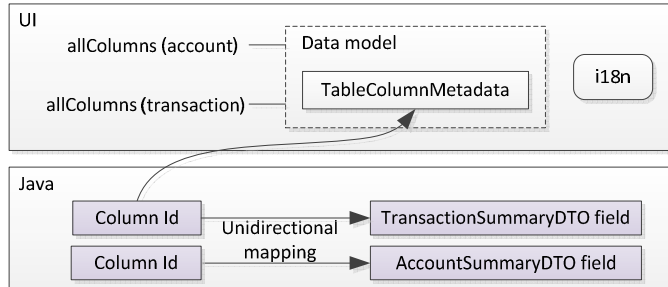 UI
allColumns (account)
Data model
i18n
TableColumnMetadata
allColumns (transaction)
Java
Column Id
TransactionSummaryDTO field
Unidirectional
mapping
Column Id
AccountSummaryDTO field